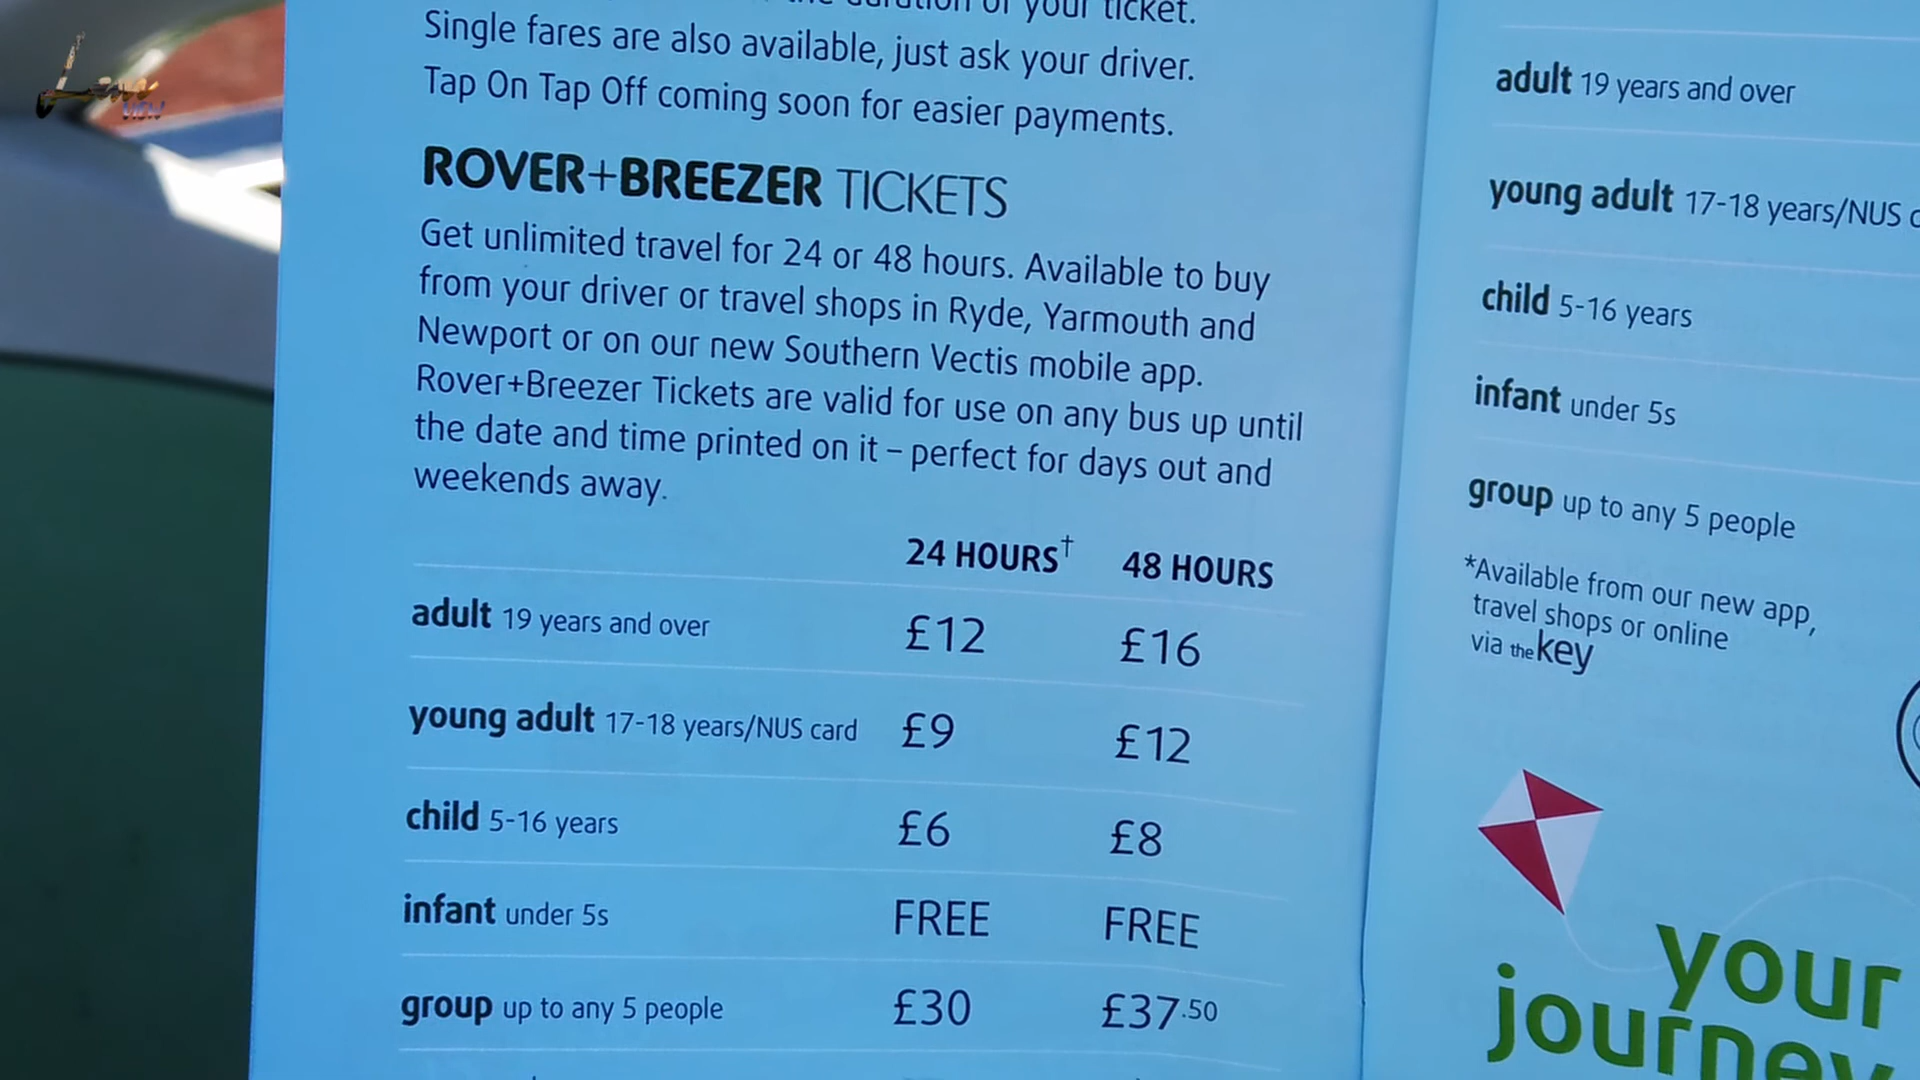 duration of your ticket.
Single fares are also available, just ask your driver.
Tap On Tap Off coming soon for easier payments.
ROVER+BREEZER TICKETS
Get unlimited travel for 24 or 48 hours. Available to buy
from your driver or travel shops in Ryde, Yarmouth and
Newport or on our new Southern Vectis mobile app.
Rover+Breezer Tickets are valid for use on any bus up until
the date and time printed on it – perfect for days out and
weekends away.
24 HOURS† 48 HOURS
adult 19 years and over £12 £16
young adult 17-18 years/NUS card £9 £12
child 5-16 years £6 £8
infant under 5s FREE FREE
group up to any 5 people £30 £37.50
adult 19 years and over
young adult 17-18 years/NUS
child 5-16 years
infant under 5s
group up to any 5 people
*Available from our new app,
travel shops or online
via the key
your
journey
Live
VIEW